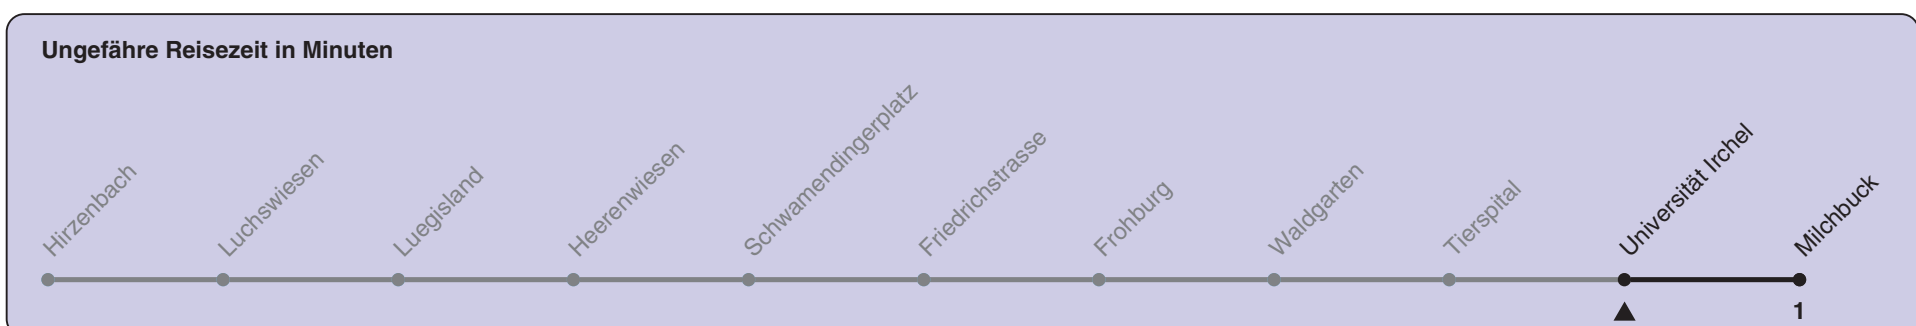 Ungefähre Reisezeit in Minuten
Hirzenbach
Luchswiesen
Luegisland
Heerenwiesen
Schwamendingerplatz
Friedrichstrasse
Frohburg
Waldgarten
Tierspital
Universität Irchel
Milchbuck
1